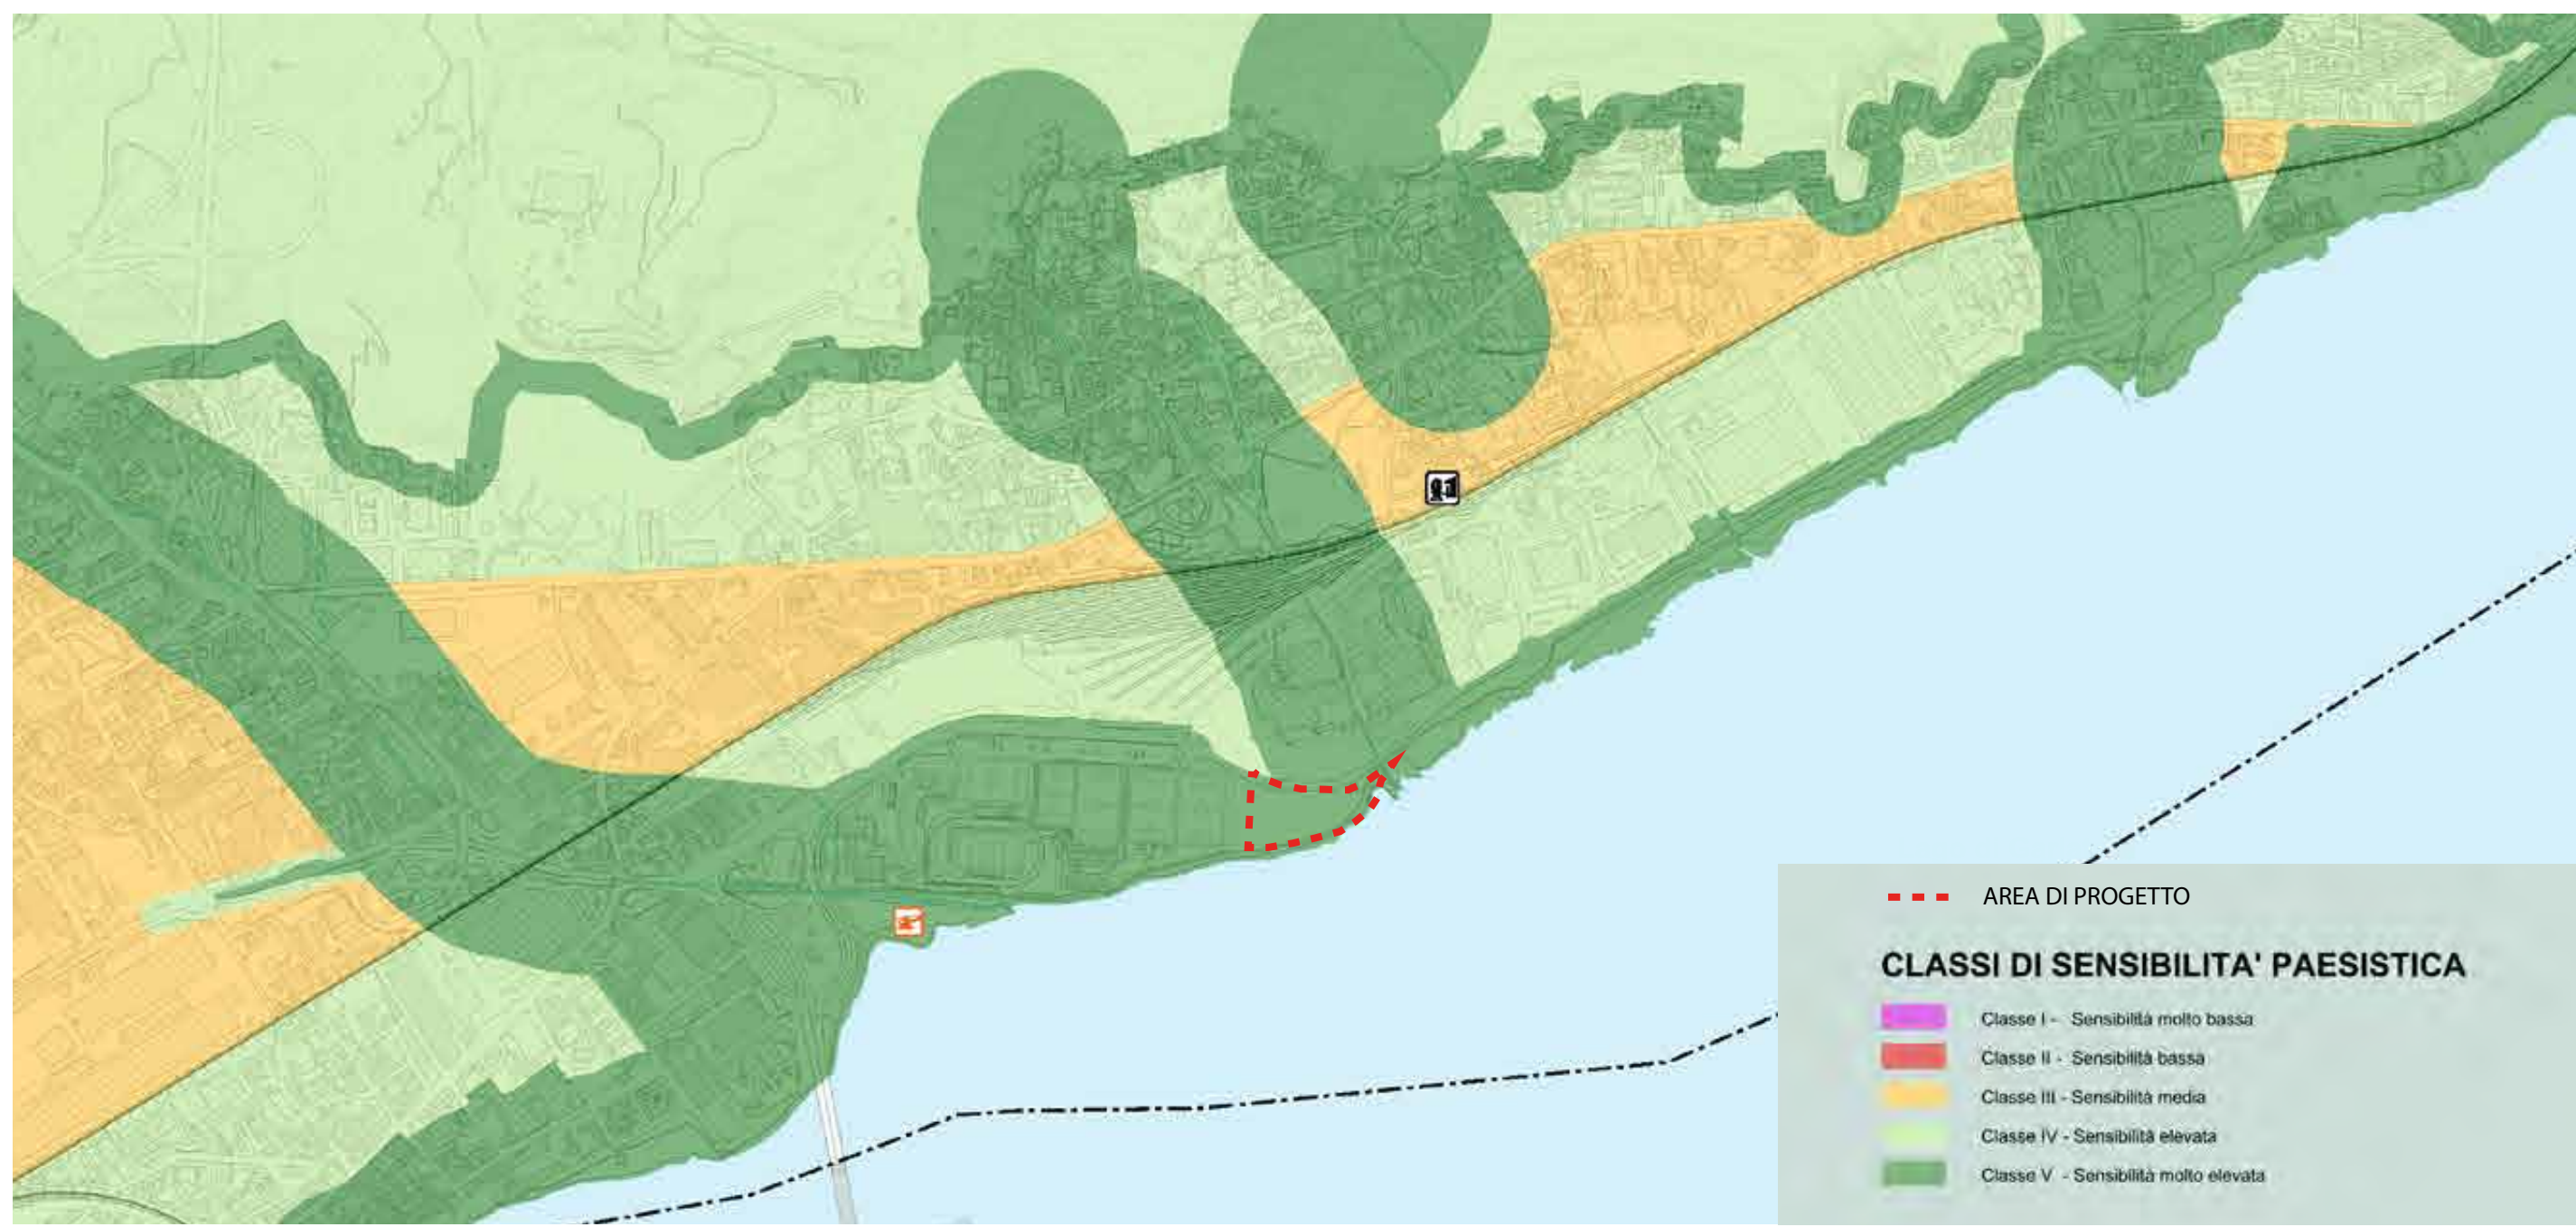 AREA DI PROGETTO
CLASSI DI SENSIBILITA' PAESISTICA
Classe I - Sensibilità molto bassa
Classe II - Sensibilità bassa
Classe III - Sensibilità media
Classe IV - Sensibilità elevata
Classe V - Sensibilità molto elevata